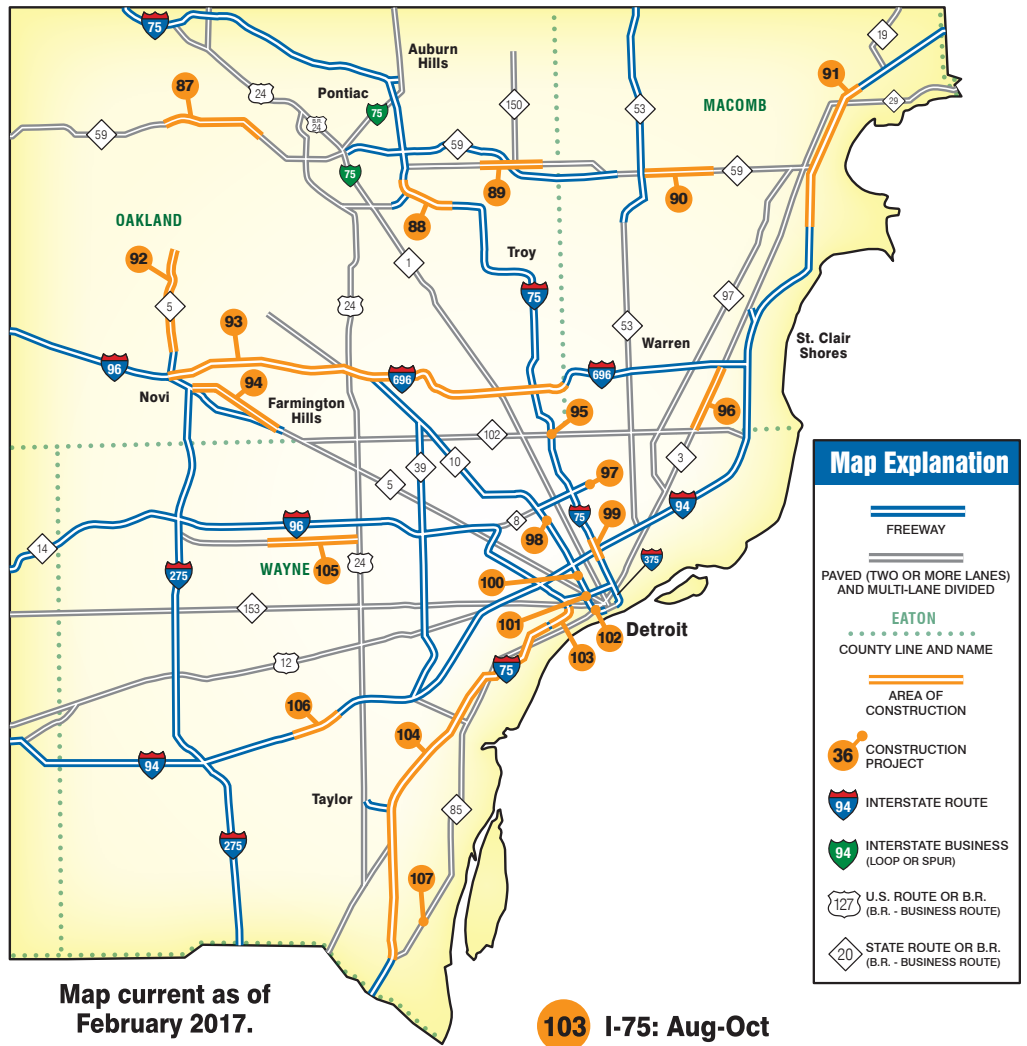 75
19
Auburn
Hills
91
87
24
Pontiac
150
53
MACOMB
29
75
B.R.
24
59
59
59
75
89
90
OAKLAND
88
92
Troy
1
75
97
5
24
53
93
Warren
St. Clair
Shores
96
696
696
94
Novi
Farmington
Hills
95
96
102
39
10
3
5
97
75
94
8
99
96
98
14
24
375
275
WAYNE
105
100
153
101
102
Detroit
103
12
75
106
104
94
Taylor
85
275
107
Map Explanation
FREEWAY
PAVED (TWO OR MORE LANES)
AND MULTI-LANE DIVIDED
EATON
COUNTY LINE AND NAME
AREA OF
CONSTRUCTION
36
CONSTRUCTION
PROJECT
94
INTERSTATE ROUTE
94
INTERSTATE BUSINESS
(LOOP OR SPUR)
127
U.S. ROUTE OR B.R.
(B.R. - BUSINESS ROUTE)
20
STATE ROUTE OR B.R.
(B.R. - BUSINESS ROUTE)
Map current as of
February 2017.
103 I-75: Aug-Oct